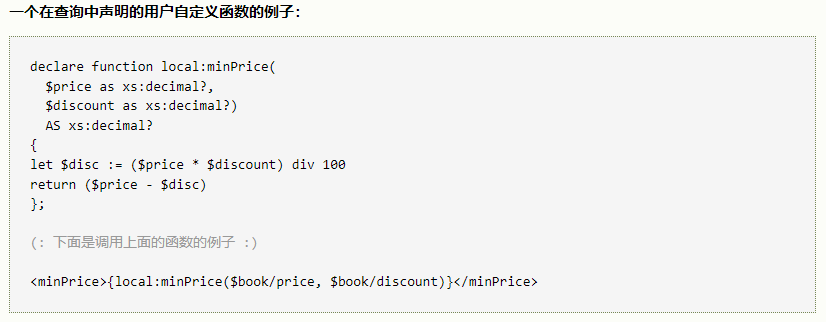 一个在查询中声明的用户自定义函数的例子：
declare function local:minPrice(
  $price as xs:decimal?,
  $discount as xs:decimal?)
  AS xs:decimal?
{
let $disc := ($price * $discount) div 100
return ($price - $disc)
};
(: 下面是调用上面的函数的例子 :)
<minPrice>{local:minPrice($book/price, $book/discount)}</minPrice>